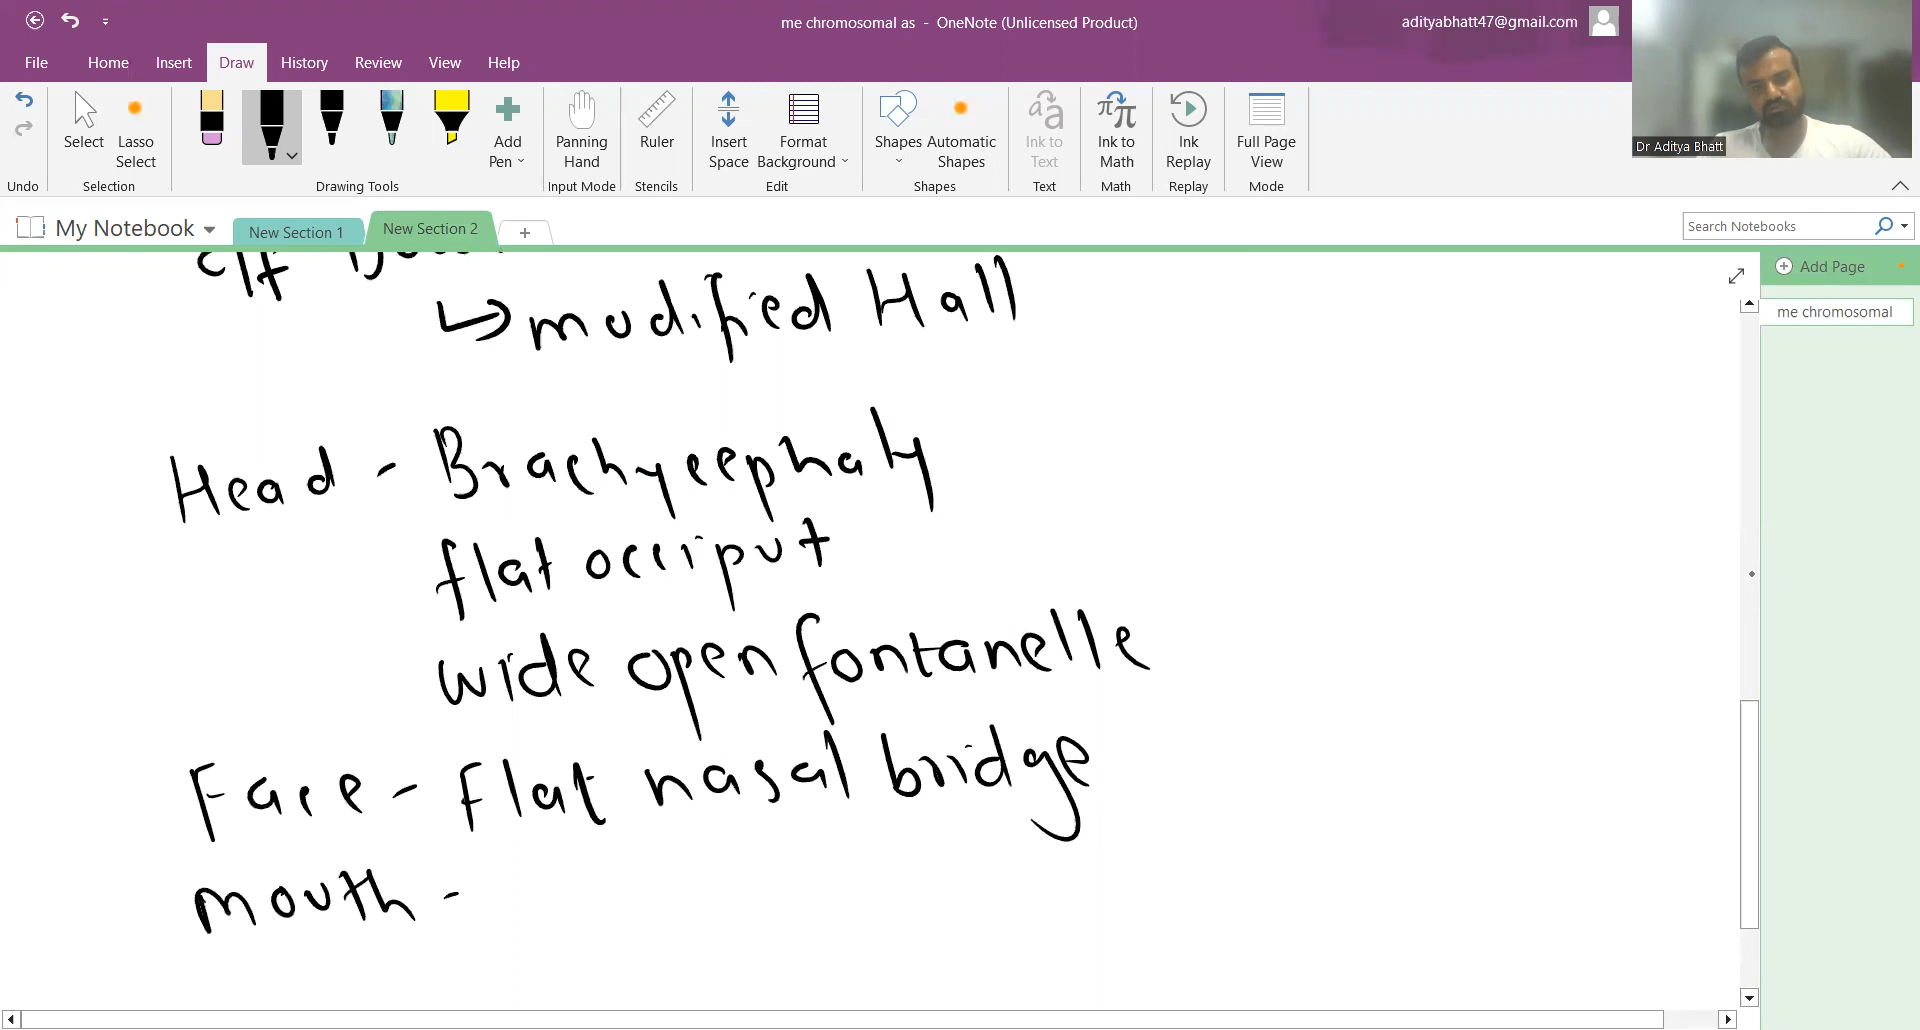 me chromosomal as - OneNote (Unlicensed Product)
adityabhatt47@gmail.com
File Home Insert Draw History Review View Help
Undo
Select
Lasso Select
Selection
Drawing Tools
Add Pen
Panning Hand
Input Mode
Ruler
Stencils
Insert Space
Format Background
Edit
Shapes
Automatic Shapes
Shapes
Ink to Text
Text
Ink to Math
Math
Ink Replay
Replay
Full Page View
Mode
Dr Aditya Bhatt
My Notebook
New Section 1
New Section 2
Search Notebooks
Add Page
me chromosomal
modified Hall
Head - Brachycephaly
flat occiput
wide open fontanelle
Face - Flat nasal bridge
mouth -